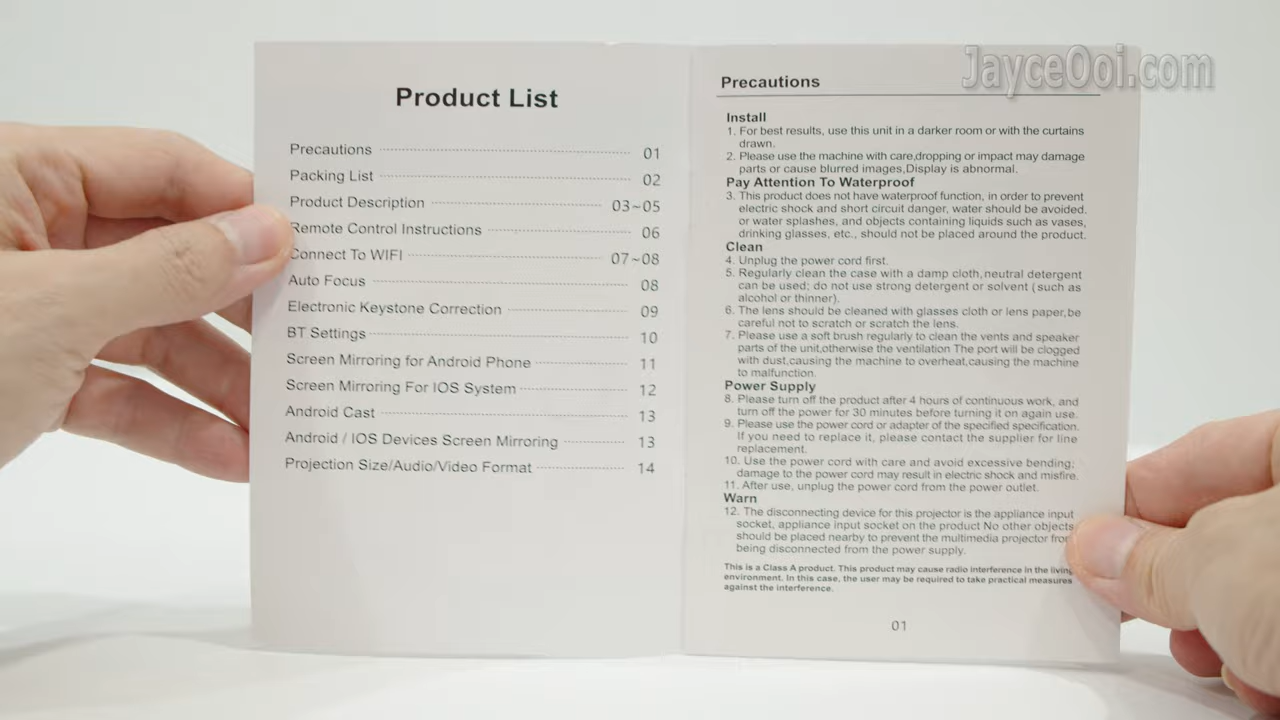 JayceOoi.com
Product List
Precautions 01
Packing List 02
Product Description 03~05
Remote Control Instructions 06
Connect To WIFI 07~08
Auto Focus 08
Electronic Keystone Correction 09
BT Settings 10
Screen Mirroring for Android Phone 11
Screen Mirroring For IOS System 12
Android Cast 13
Android / IOS Devices Screen Mirroring 13
Projection Size/Audio/Video Format 14
Precautions
Install
1. For best results, use this unit in a darker room or with the curtains
drawn.
2. Please use the machine with care,dropping or impact may damage
parts or cause blurred images,Display is abnormal.
Pay Attention To Waterproof
3. This product does not have waterproof function, in order to prevent
electric shock and short circuit danger, water should be avoided,
or water splashes, and objects containing liquids such as vases,
drinking glasses, etc., should not be placed around the product.
Clean
4. Unplug the power cord first.
5. Regularly clean the case with a damp cloth,neutral detergent
can be used; do not use strong detergent or solvent (such as
alcohol or thinner).
6. The lens should be cleaned with glasses cloth or lens paper,be
careful not to scratch or scratch the lens.
7. Please use a soft brush regularly to clean the vents and speaker
parts of the unit,otherwise the ventilation The port will be clogged
with dust,causing the machine to overheat,causing the machine
to malfunction.
Power Supply
8. Please turn off the product after 4 hours of continuous work, and
turn off the power for 30 minutes before turning it on again use.
9. Please use the power cord or adapter of the specified specification.
If you need to replace it, please contact the supplier for line
replacement.
10. Use the power cord with care and avoid excessive bending;
damage to the power cord may result in electric shock and misfire.
11. After use, unplug the power cord from the power outlet.
Warn
12. The disconnecting device for this projector is the appliance input
socket, appliance input socket on the product No other objects
should be placed nearby to prevent the multimedia projector from
being disconnected from the power supply.
This is a Class A product. This product may cause radio interference in the living
environment. In this case, the user may be required to take practical measures
against the interference.
01